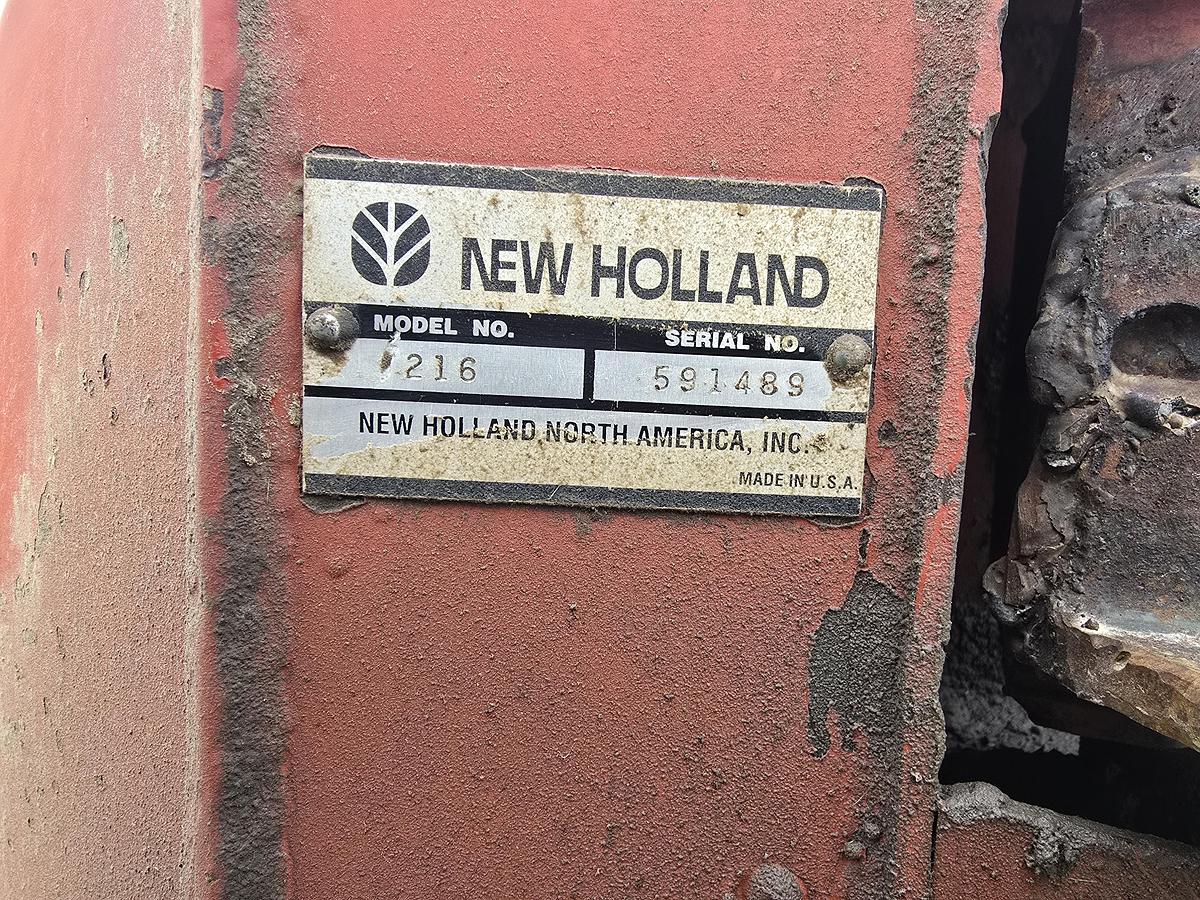 NEW HOLLAND
MODEL NO. SERIAL NO.
216 591489
NEW HOLLAND NORTH AMERICA, INC.
MADE IN U.S.A.